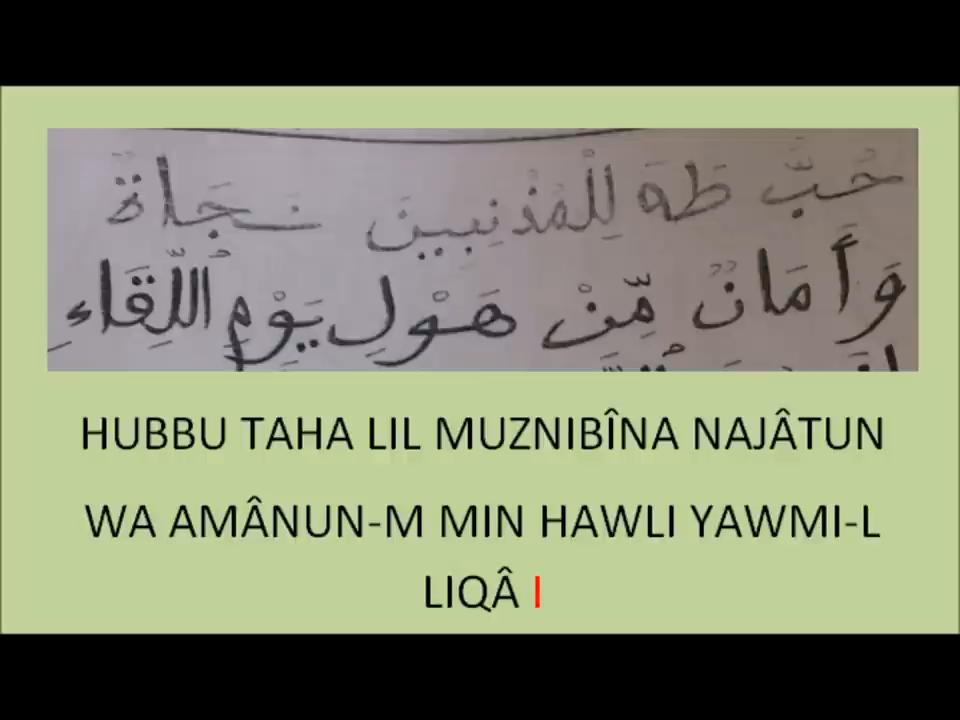 حُبُّ طَهَ لِلْمُذْنِبِينَ نَجَاةٌ
وَأَمَانٌ مِّنْ هَوْلِ يَوْمِ اللِّقَاءِ
HUBBU TAHA LIL MUZNIBÎNA NAJÂTUN
WA AMÂNUN-M MIN HAWLI YAWMI-L
LIQÂ I